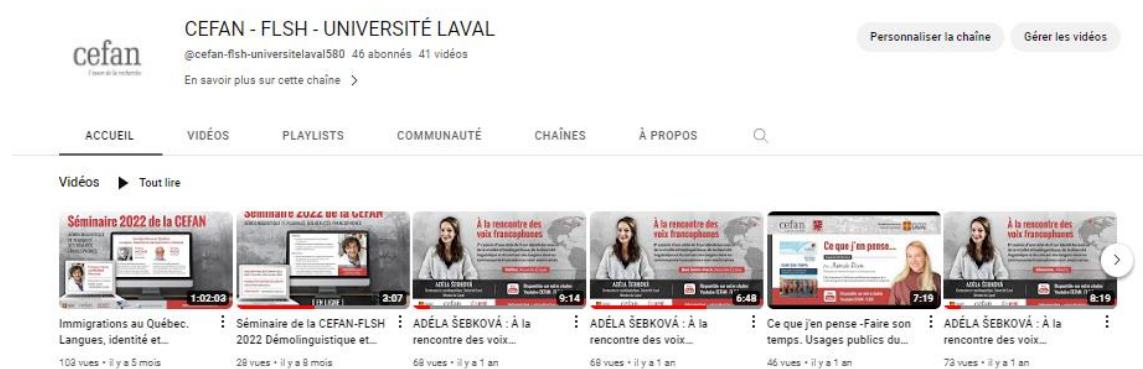 cefan
CEFAN - FLSH - UNIVERSITÉ LAVAL
@cefan-flsh-universitelaval580 46 abonnés 41 vidéos
En savoir plus sur cette chaîne
Personnaliser la chaîne
Gérer les vidéos
ACCUEIL VIDÉOS PLAYLISTS COMMUNAUTÉ CHAÎNES À PROPOS
Vidéos Tout lire
Séminaire 2022 de la CEFAN
1:02:03
Séminaire 2022 de la CEFAN
EN LIGNE
3:07
À la rencontre des
voix francophones
ADÉLA ŠEBKOVÁ
9:14
À la rencontre des
voix francophones
ADÉLA ŠEBKOVÁ
6:48
cefan
Ce que j'en pense...
7:19
À la rencontre des
voix francophones
ADÉLA ŠEBKOVÁ
8:19
Immigrations au Québec.
Langues, identité et...
103 vues • il y a 5 mois
Séminaire de la CEFAN-FLSH
2022 Démolinguistique et...
28 vues • il y a 8 mois
ADÉLA ŠEBKOVÁ : À la
rencontre des voix...
68 vues • il y a 1 an
ADÉLA ŠEBKOVÁ : À la
rencontre des voix...
68 vues • il y a 1 an
Ce que j'en pense -Faire son
temps. Usages publics du...
46 vues • il y a 1 an
ADÉLA ŠEBKOVÁ : À la
rencontre des voix...
73 vues • il y a 1 an